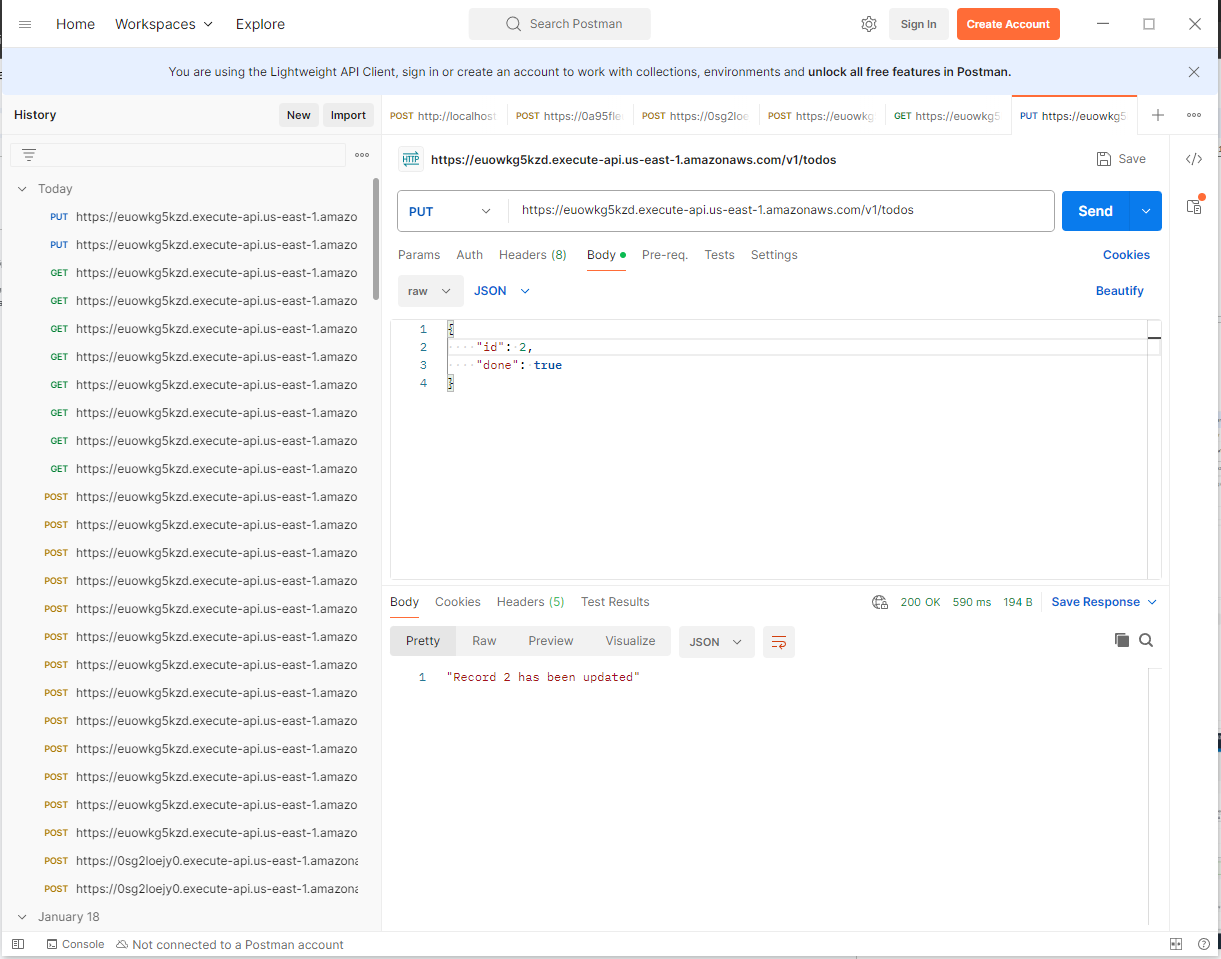 Home Workspaces Explore Search Postman Sign In Create Account
You are using the Lightweight API Client, sign in or create an account to work with collections, environments and unlock all free features in Postman.
History New Import
POST http://localhost POST https://0a95fle POST https://0sg2loe POST https://euowkg GET https://euowkg5 PUT https://euowkg5
HTTP https://euowkg5kzd.execute-api.us-east-1.amazonaws.com/v1/todos Save
PUT https://euowkg5kzd.execute-api.us-east-1.amazonaws.com/v1/todos Send
Params Auth Headers (8) Body Pre-req. Tests Settings Cookies
raw JSON Beautify
1 {
2 "id": 2,
3 "done": true
4 }
Today
PUT https://euowkg5kzd.execute-api.us-east-1.amazo
PUT https://euowkg5kzd.execute-api.us-east-1.amazo
GET https://euowkg5kzd.execute-api.us-east-1.amazo
GET https://euowkg5kzd.execute-api.us-east-1.amazo
GET https://euowkg5kzd.execute-api.us-east-1.amazo
GET https://euowkg5kzd.execute-api.us-east-1.amazo
GET https://euowkg5kzd.execute-api.us-east-1.amazo
GET https://euowkg5kzd.execute-api.us-east-1.amazo
GET https://euowkg5kzd.execute-api.us-east-1.amazo
GET https://euowkg5kzd.execute-api.us-east-1.amazo
POST https://euowkg5kzd.execute-api.us-east-1.amazo
POST https://euowkg5kzd.execute-api.us-east-1.amazo
POST https://euowkg5kzd.execute-api.us-east-1.amazo
POST https://euowkg5kzd.execute-api.us-east-1.amazo
POST https://euowkg5kzd.execute-api.us-east-1.amazo
POST https://euowkg5kzd.execute-api.us-east-1.amazo
POST https://euowkg5kzd.execute-api.us-east-1.amazo
POST https://euowkg5kzd.execute-api.us-east-1.amazo
POST https://euowkg5kzd.execute-api.us-east-1.amazo
POST https://euowkg5kzd.execute-api.us-east-1.amazo
POST https://euowkg5kzd.execute-api.us-east-1.amazo
POST https://euowkg5kzd.execute-api.us-east-1.amazo
POST https://euowkg5kzd.execute-api.us-east-1.amazo
POST https://0sg2loejy0.execute-api.us-east-1.amazona
POST https://0sg2loejy0.execute-api.us-east-1.amazona
January 18
Body Cookies Headers (5) Test Results 200 OK 590 ms 194 B Save Response
Pretty Raw Preview Visualize JSON
1 "Record 2 has been updated"
Console Not connected to a Postman account